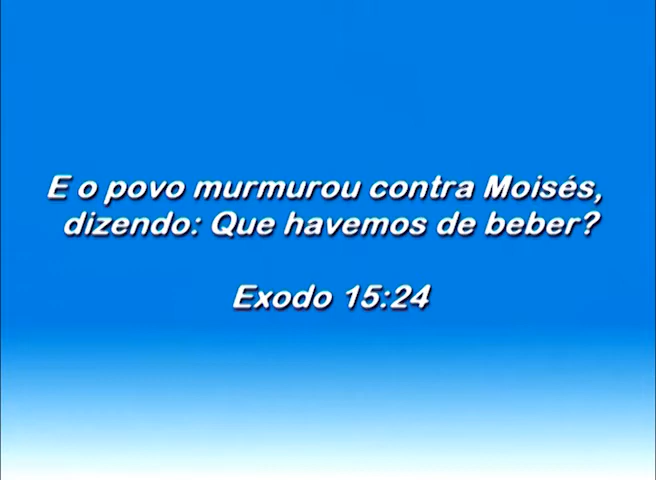 E o povo murmurou contra Moisés,
dizendo: Que havemos de beber?
Exodo 15:24